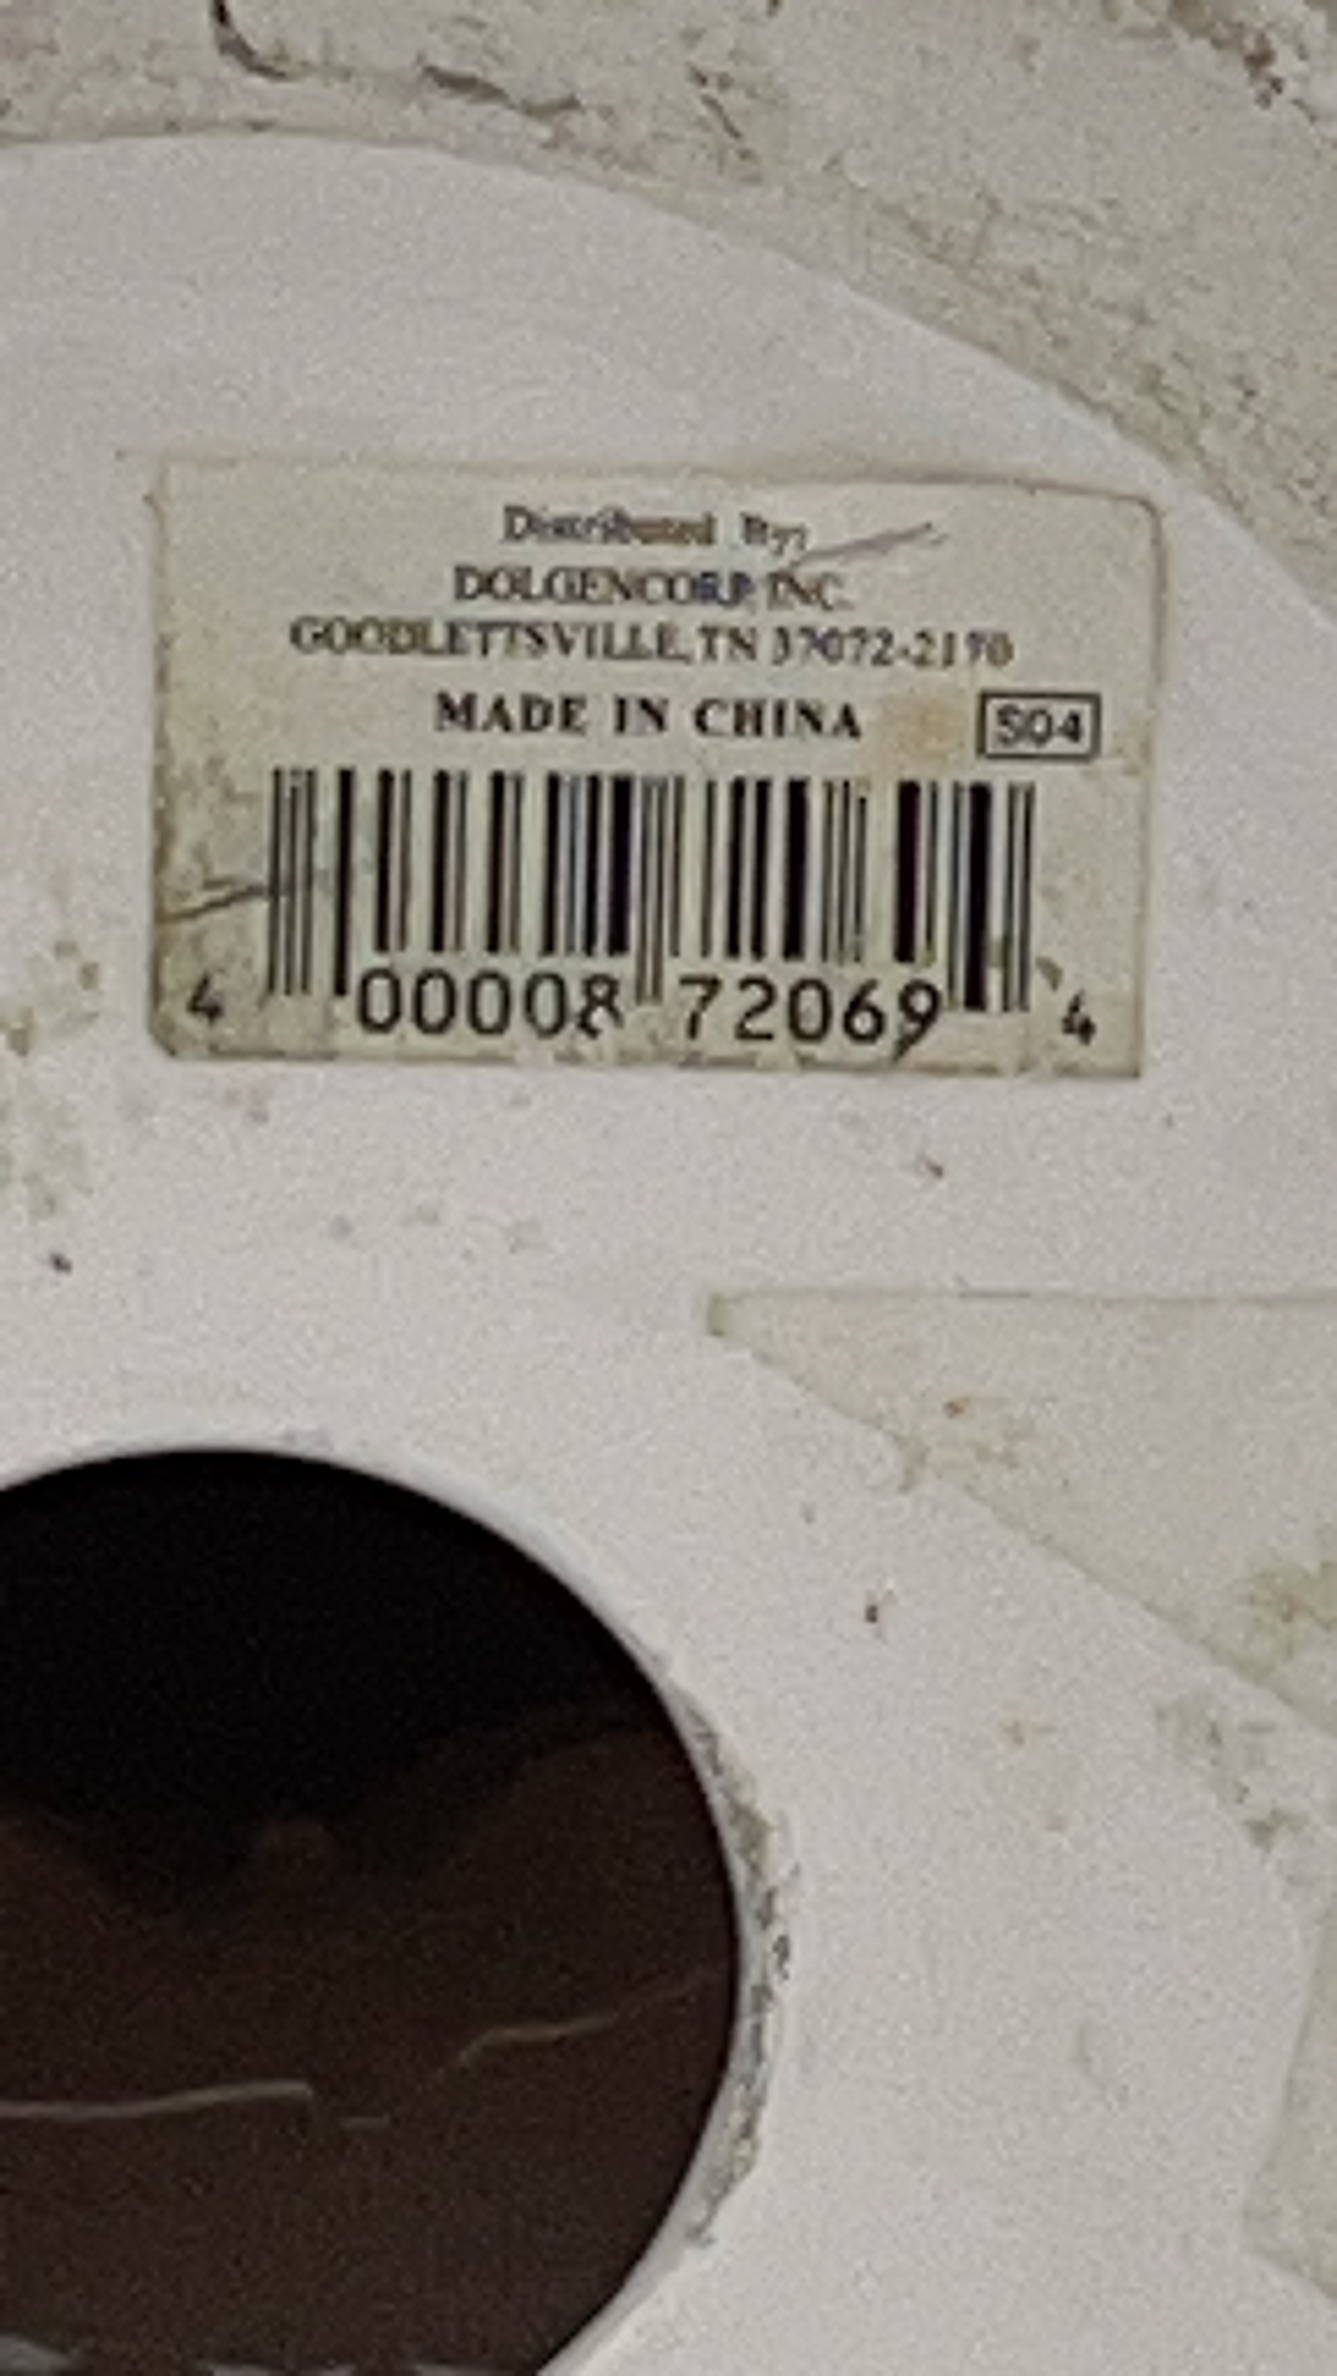 Distributed By:
DOLGENCORP, INC.
GOODLETTSVILLE, TN 37072-2170
MADE IN CHINA
S04
4 00008 72069 4